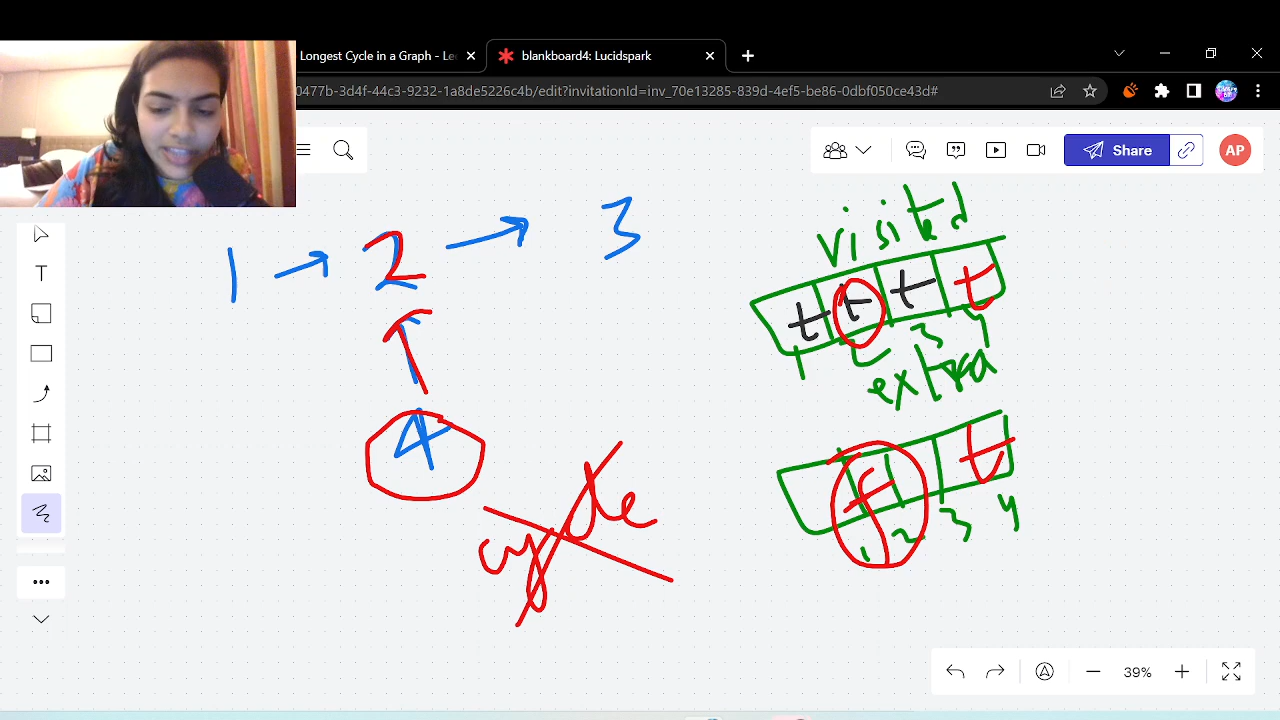 Longest Cycle in a Graph - Le
blankboard4: Lucidspark
0477b-3d4f-44c3-9232-1a8de5226c4b/edit?invitationId=inv_70e13285-839d-4ef5-be86-0dbf050ce43d#
Share
AP
T
1 → 2 → 3
4
cycle
visited
t t t t
1 2 3 4
extra
f t
1 2 3 4
39%